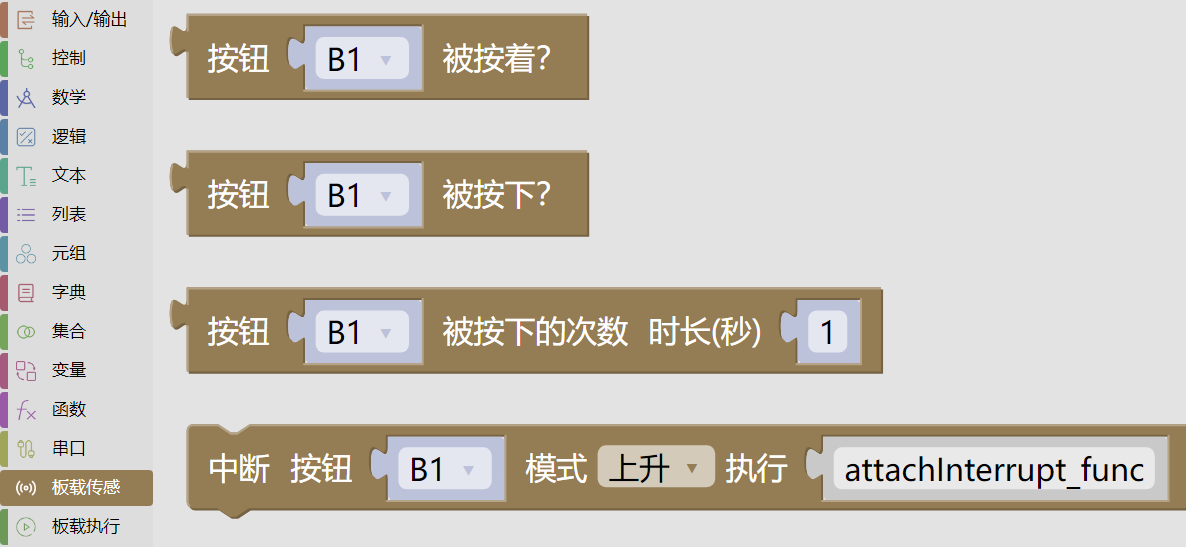 输入/输出
控制
数学
逻辑
文本
列表
元组
字典
集合
变量
函数
串口
板载传感
板载执行
按钮 B1 被按着?
按钮 B1 被按下?
按钮 B1 被按下的次数 时长(秒) 1
中断 按钮 B1 模式 上升 执行 attachInterrupt_func